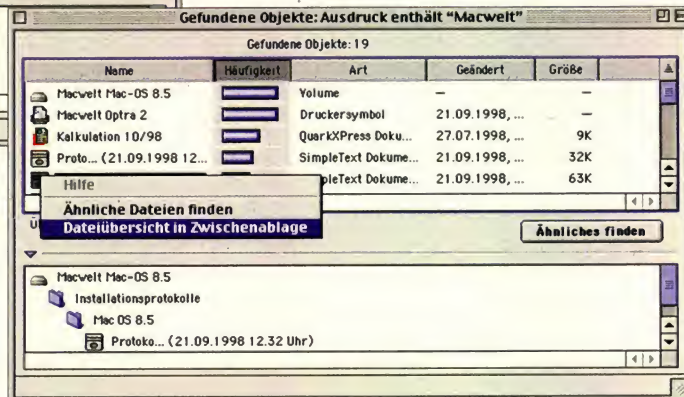 Gefundene Objekte: Ausdruck enthält “Macwelt”
Gefundene Objekte: 19
Name Häufigkeit Art Geändert Größe
Macwelt Mac-OS 8.5 Volume – –
Macwelt Optra 2 Druckersymbol 21.09.1998, ... –
Kalkulation 10/98 QuarkXPress Doku... 27.07.1998, ... 9K
Proto... (21.09.1998 12... SimpleText Dokume... 21.09.1998, ... 32K
pleText Dokume... 21.09.1998, ... 63K
Hilfe
Ähnliche Dateien finden
Dateiübersicht in Zwischenablage
Ähnliches finden
Macwelt Mac-OS 8.5
Installationsprotokolle
Mac OS 8.5
Protoko... (21.09.1998 12.32 Uhr)